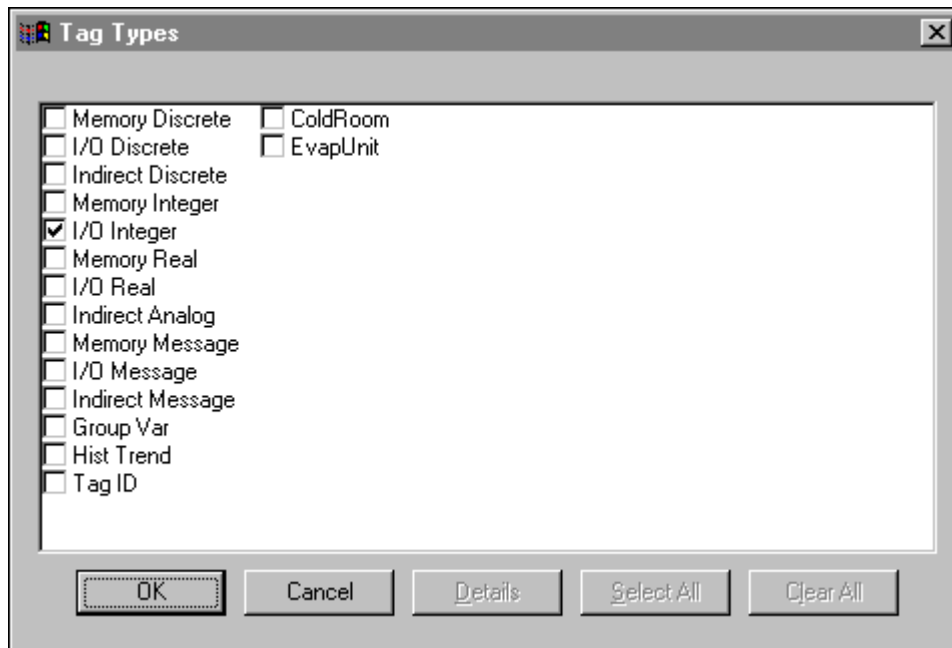 Tag Types
Memory Discrete
I/O Discrete
Indirect Discrete
Memory Integer
I/O Integer
Memory Real
I/O Real
Indirect Analog
Memory Message
I/O Message
Indirect Message
Group Var
Hist Trend
Tag ID
ColdRoom
EvapUnit
OK
Cancel
Details
Select All
Clear All